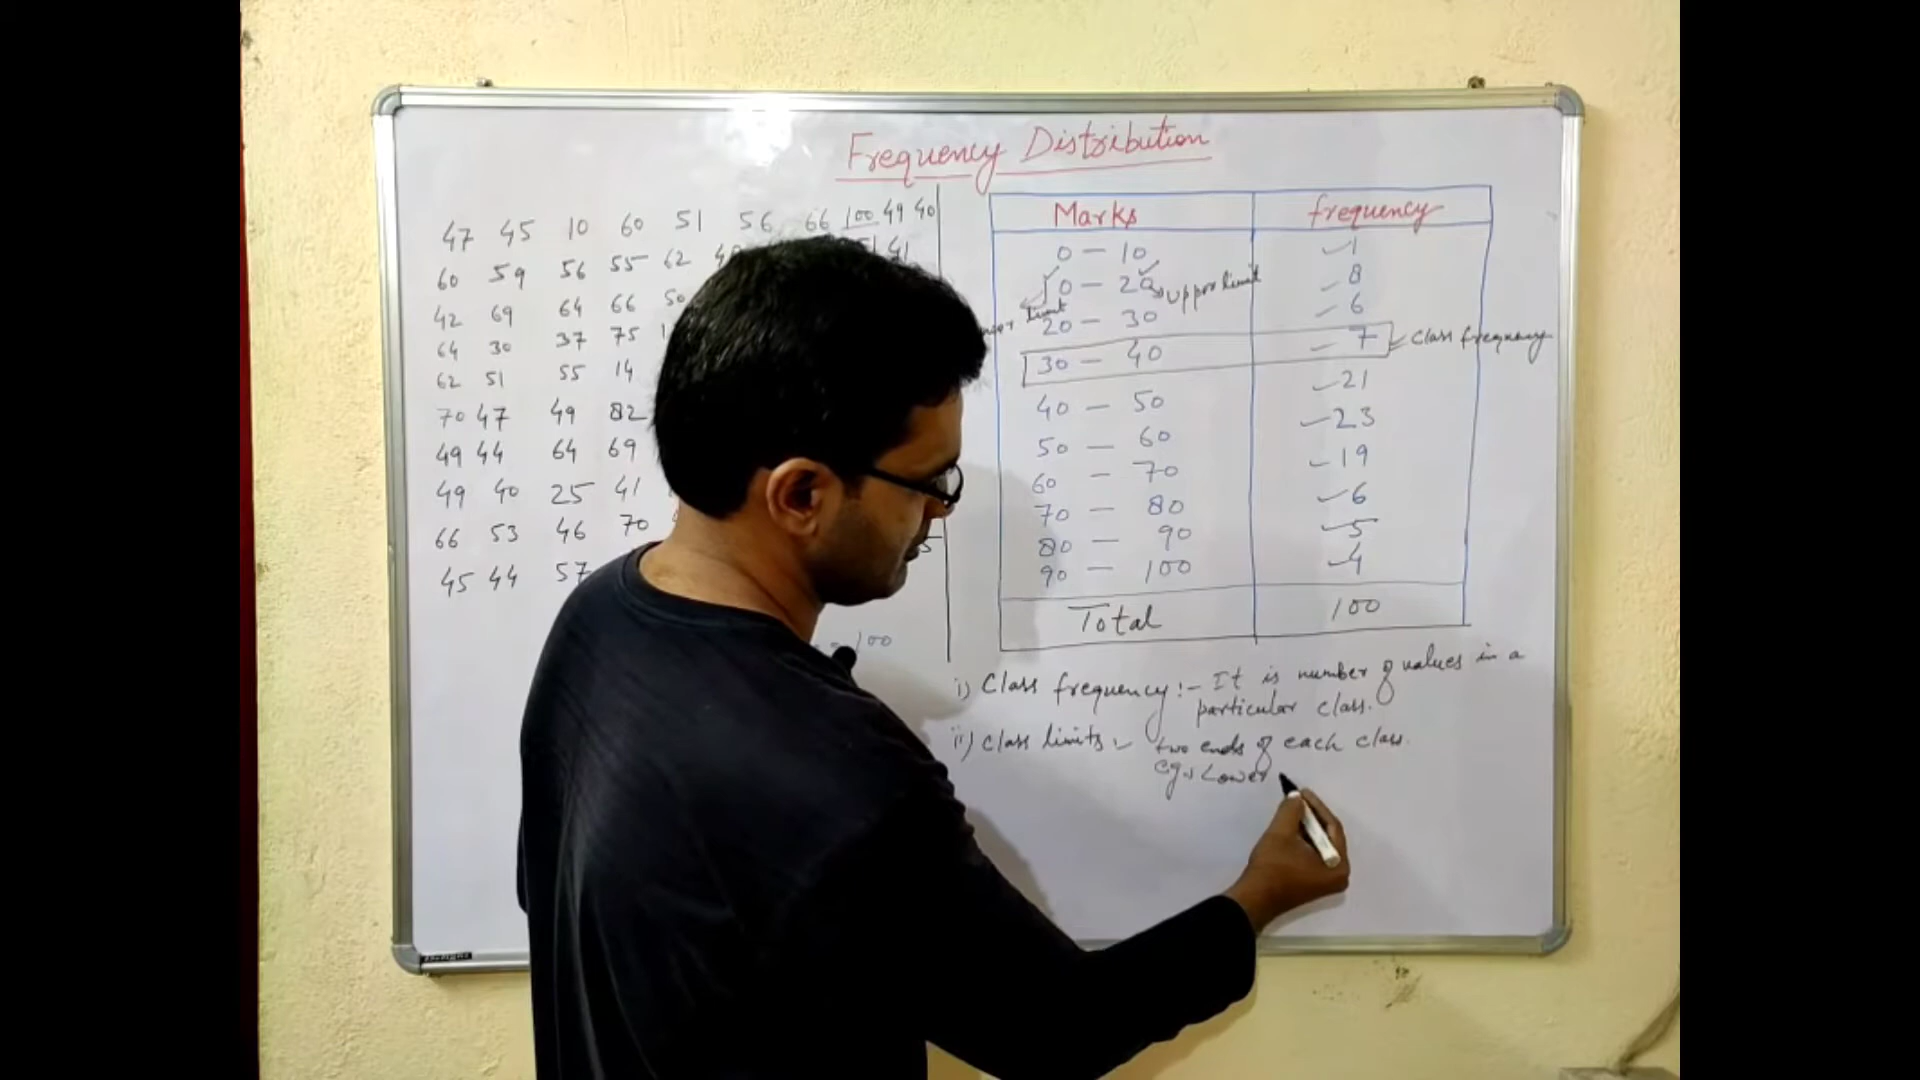 Frequency Distribution
47 45 10 60 51 56 66 100 49 40
60 59 56 55 62 41
42 69 64 66 50
64 30 37 75
62 51 55 14
70 47 49 82
49 44 64 69
49 40 25 41
66 53 46 70
45 44 57
= 100
Marks frequency
0 – 10 1
10 – 20 8
upper limit
limit
20 – 30 6
30 – 40 7 Class frequency
40 – 50 21
50 – 60 23
60 – 70 19
70 – 80 6
80 – 90 5
90 – 100 4
Total 100
i) Class frequency :- It is number of values in a
particular class.
ii) Class limits :- two ends of each class.
eg. Lower